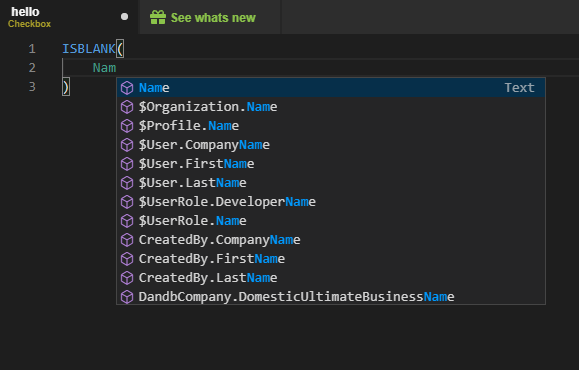 hello
Checkbox
See whats new
1 ISBLANK(
2 Nam
3 )
Name Text
$Organization.Name
$Profile.Name
$User.CompanyName
$User.FirstName
$User.LastName
$UserRole.DeveloperName
$UserRole.Name
CreatedBy.CompanyName
CreatedBy.FirstName
CreatedBy.LastName
DandbCompany.DomesticUltimateBusinessName